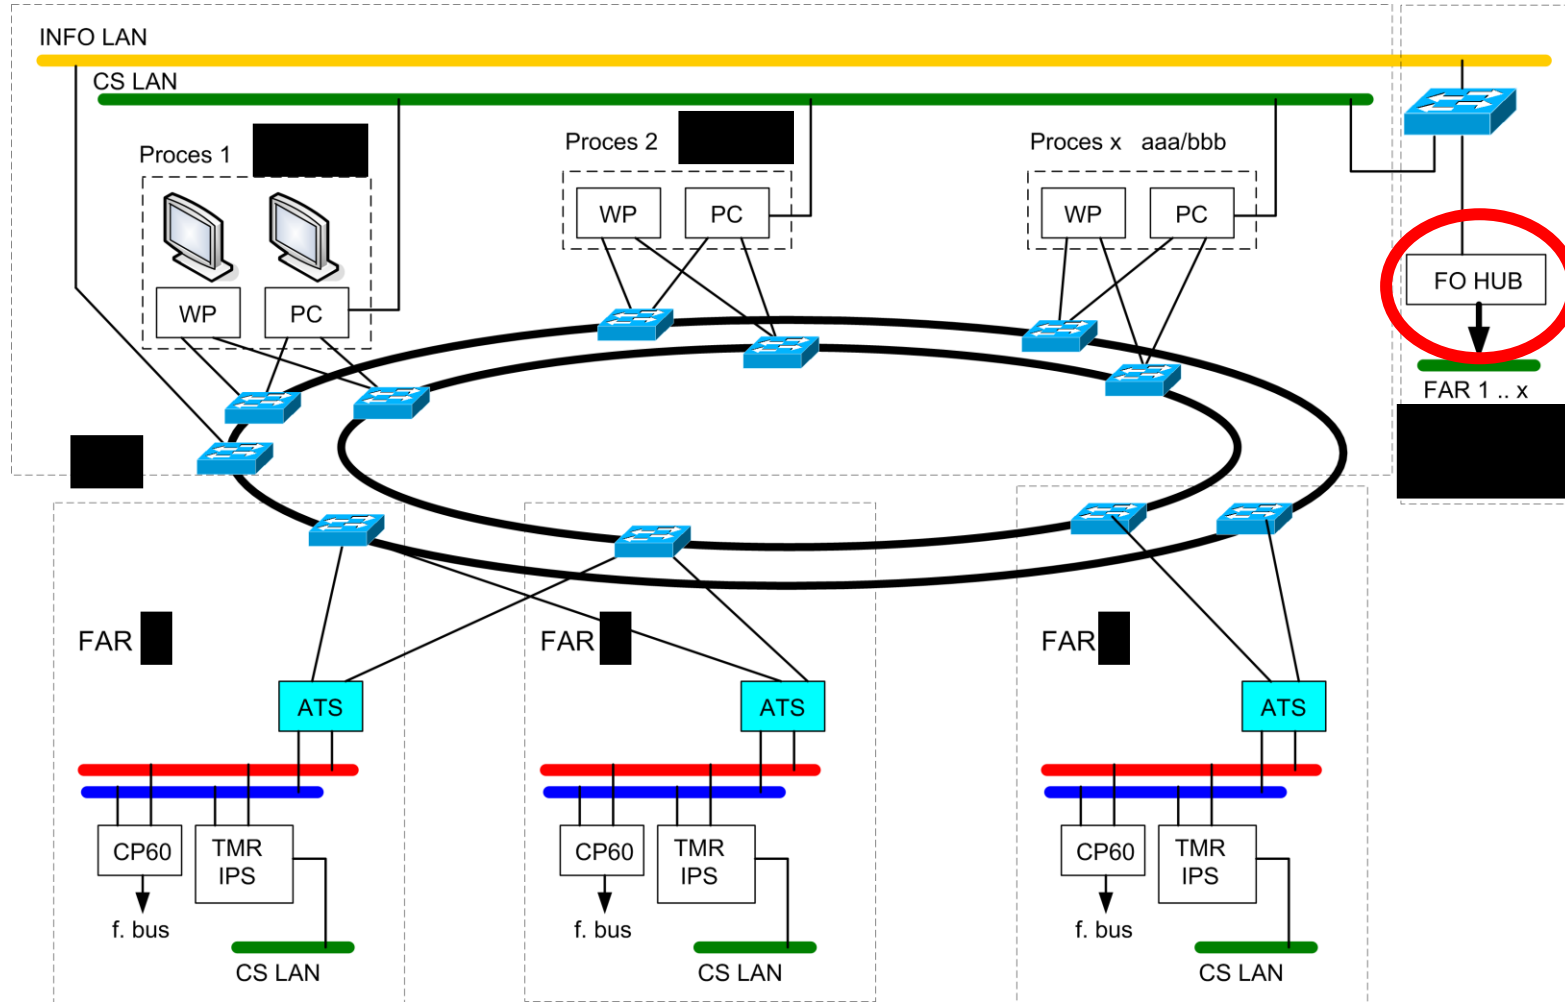 INFO LAN
CS LAN
Proces 1
Proces 2
Proces x aaa/bbb
WP
PC
WP
PC
WP
PC
FO HUB
FAR 1 .. x
FAR
FAR
FAR
ATS
ATS
ATS
CP60
TMR
IPS
CP60
TMR
IPS
CP60
TMR
IPS
f. bus
f. bus
f. bus
CS LAN
CS LAN
CS LAN